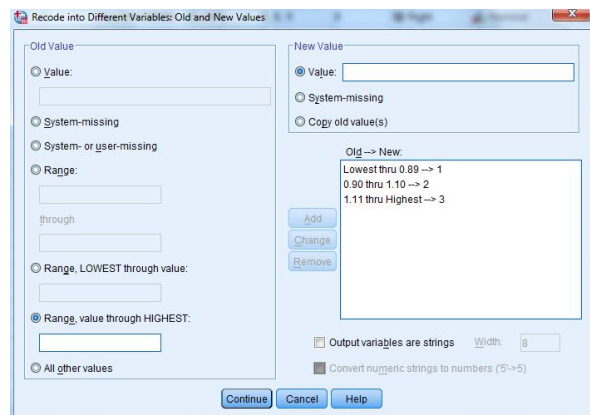 Recode into Different Variables: Old and New Values
Old Value
Value:
System-missing
System- or user-missing
Range:
through
Range, LOWEST through value:
Range, value through HIGHEST:
All other values
New Value
Value:
System-missing
Copy old value(s)
Old --> New:
Lowest thru 0.89 --> 1
0.90 thru 1.10 --> 2
1.11 thru Highest --> 3
Add
Change
Remove
Output variables are strings Width: 8
Convert numeric strings to numbers ('5'->5)
Continue Cancel Help